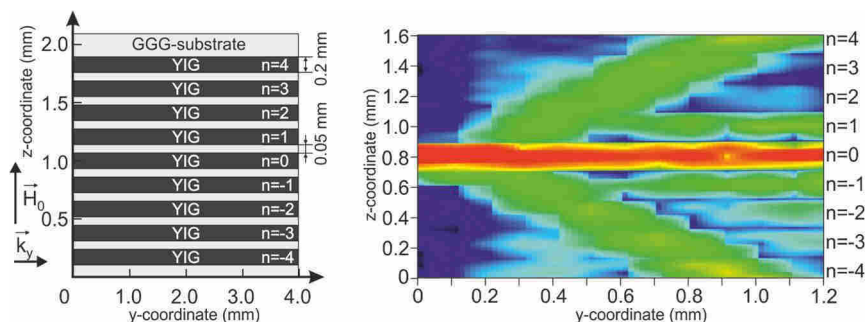 GGG-substrate
YIG n=4
YIG n=3
YIG n=2
YIG n=1
YIG n=0
YIG n=-1
YIG n=-2
YIG n=-3
YIG n=-4
0.2 mm
0.05 mm
z-coordinate (mm)
2.0
1.5
1.0
0.5
H₀
k_y
0 1.0 2.0 3.0 4.0
y-coordinate (mm)
z-coordinate (mm)
1.6
1.4
1.2
1.0
0.8
0.6
0.4
0.2
0
n=4
n=3
n=2
n=1
n=0
n=-1
n=-2
n=-3
n=-4
0 0.2 0.4 0.6 0.8 1.0 1.2
y-coordinate (mm)